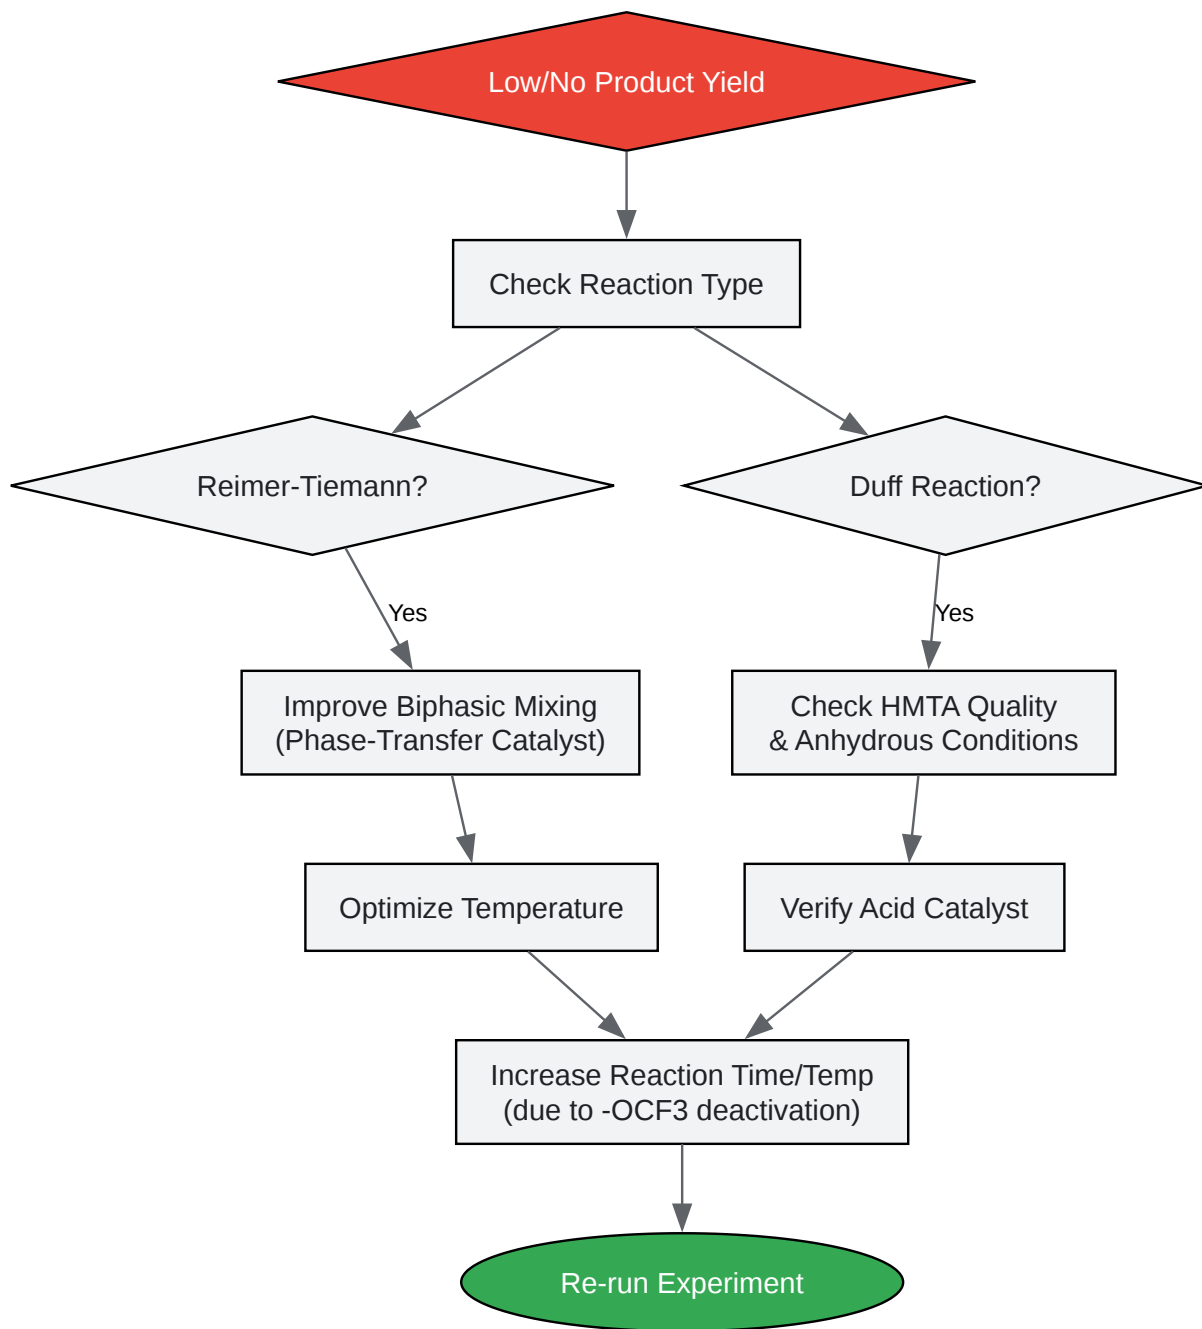 Low/No Product Yield
Check Reaction Type
Reimer-Tiemann?
Duff Reaction?
Yes
Yes
Improve Biphasic Mixing
(Phase-Transfer Catalyst)
Check HMTA Quality
& Anhydrous Conditions
Optimize Temperature
Verify Acid Catalyst
Increase Reaction Time/Temp
(due to -OCF3 deactivation)
Re-run Experiment